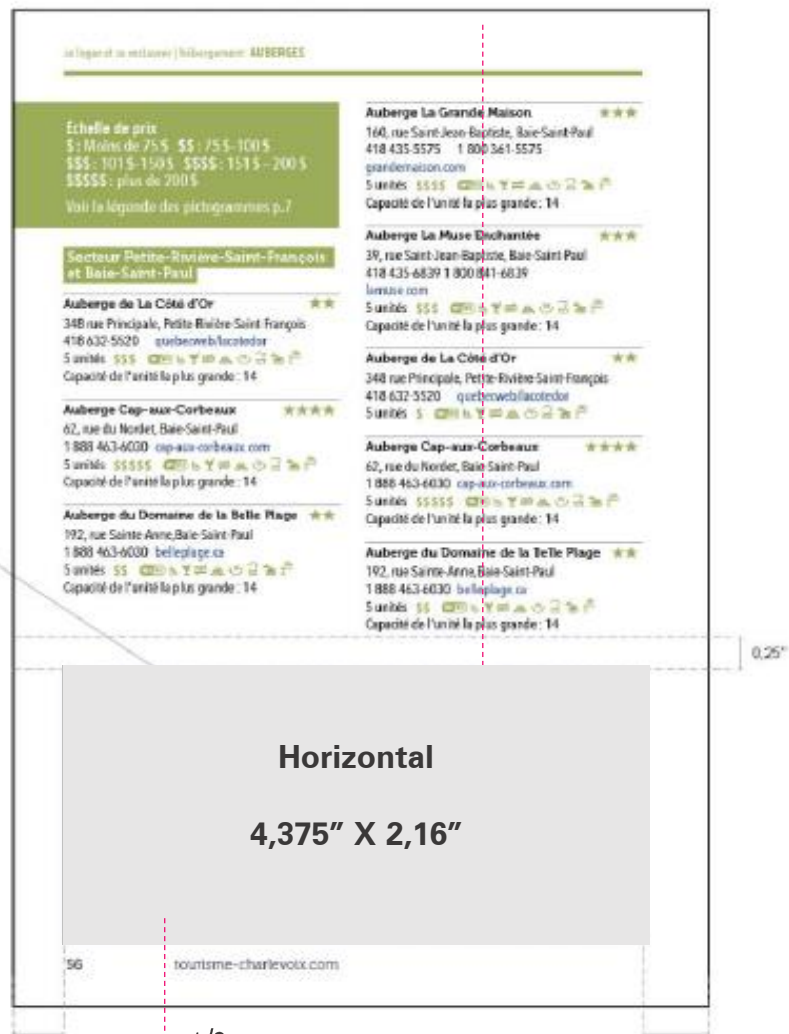 se loger et se restaurer | hébergement AUBERGES
Échelle de prix
$ : Moins de 75 $ $$ : 75 $-100 $
$$$ : 101 $-150 $ $$$$ : 151 $ - 200 $
$$$$$ : plus de 200 $
Voir la légende des pictogrammes p.7
Secteur Petite-Rivière-Saint-François
et Baie-Saint-Paul
Auberge de La Côté d'Or ★★
348 rue Principale, Petite-Rivière-Saint-François
418 632-5520 quebecweb/lacotedor
5 unités $$$
Capacité de l'unité la plus grande : 14
Auberge Cap-aux-Corbeaux ★★★★
62, rue du Nordet, Baie-Saint-Paul
1 888 463-6030 cap-aux-corbeaux.com
5 unités $$$$$
Capacité de l'unité la plus grande : 14
Auberge du Domaine de la Belle Plage ★★
192, rue Sainte-Anne, Baie-Saint-Paul
1 888 463-6030 belleplage.ca
5 unités $$
Capacité de l'unité la plus grande : 14
Auberge La Grande Maison ★★★
160, rue Saint-Jean-Baptiste, Baie-Saint-Paul
418 435-5575 1 800 361-5575
grandemaison.com
5 unités $$$$
Capacité de l'unité la plus grande : 14
Auberge La Muse Enchantée ★★★
39, rue Saint-Jean-Baptiste, Baie-Saint-Paul
418 435-6839 1 800 841-6839
lamuse.com
5 unités $$$
Capacité de l'unité la plus grande : 14
Auberge de La Côté d'Or ★★
348 rue Principale, Petite-Rivière-Saint-François
418 632-5520 quebecweb/lacotedor
5 unités $
Auberge Cap-aux-Corbeaux ★★★★
62, rue du Nordet, Baie-Saint-Paul
1 888 463-6030 cap-aux-corbeaux.com
5 unités $$$$$
Capacité de l'unité la plus grande : 14
Auberge du Domaine de la Belle Plage ★★
192, rue Sainte-Anne, Baie-Saint-Paul
1 888 463-6030 belleplage.ca
5 unités $$
Capacité de l'unité la plus grande : 14
0,25"
Horizontal
4,375" X 2,16"
56 tourisme-charlevoix.com